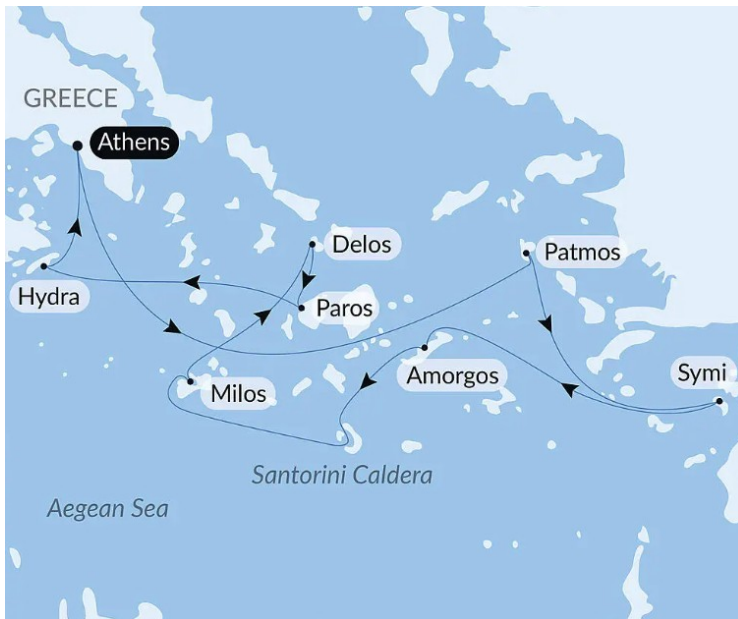 GREECE
Athens
Delos
Patmos
Hydra
Paros
Symi
Amorgos
Milos
Santorini Caldera
Aegean Sea